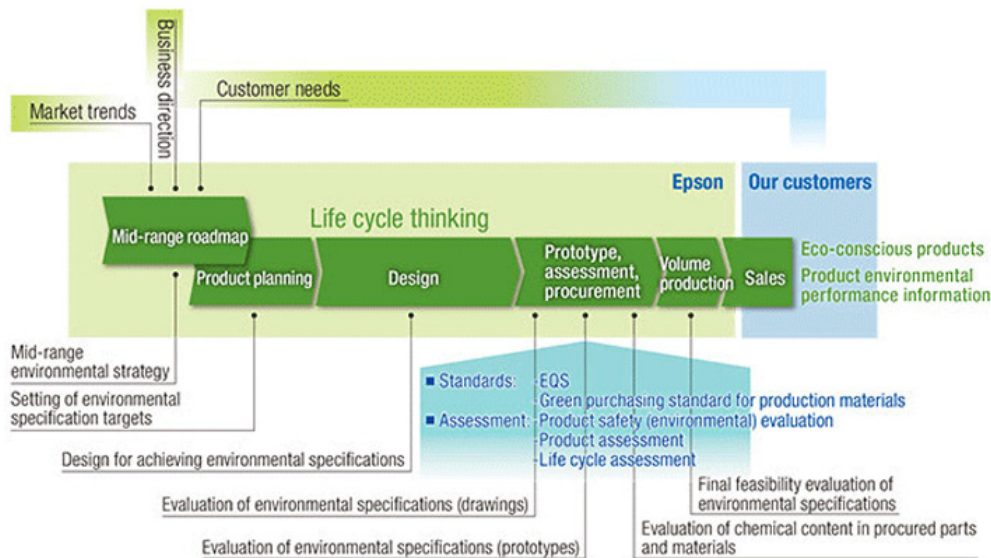 Business direction
Market trends
Customer needs
Epson
Our customers
Life cycle thinking
Mid-range roadmap
Product planning
Design
Prototype,
assessment,
procurement
Volume
production
Sales
Eco-conscious products
Product environmental
performance information
Mid-range
environmental strategy
Setting of environmental
specification targets
■ Standards: -EQS
-Green purchasing standard for production materials
■ Assessment: -Product safety (environmental) evaluation
-Product assessment
-Life cycle assessment
Design for achieving environmental specifications
Evaluation of environmental specifications (drawings)
Evaluation of environmental specifications (prototypes)
Final feasibility evaluation of
environmental specifications
Evaluation of chemical content in procured parts
and materials